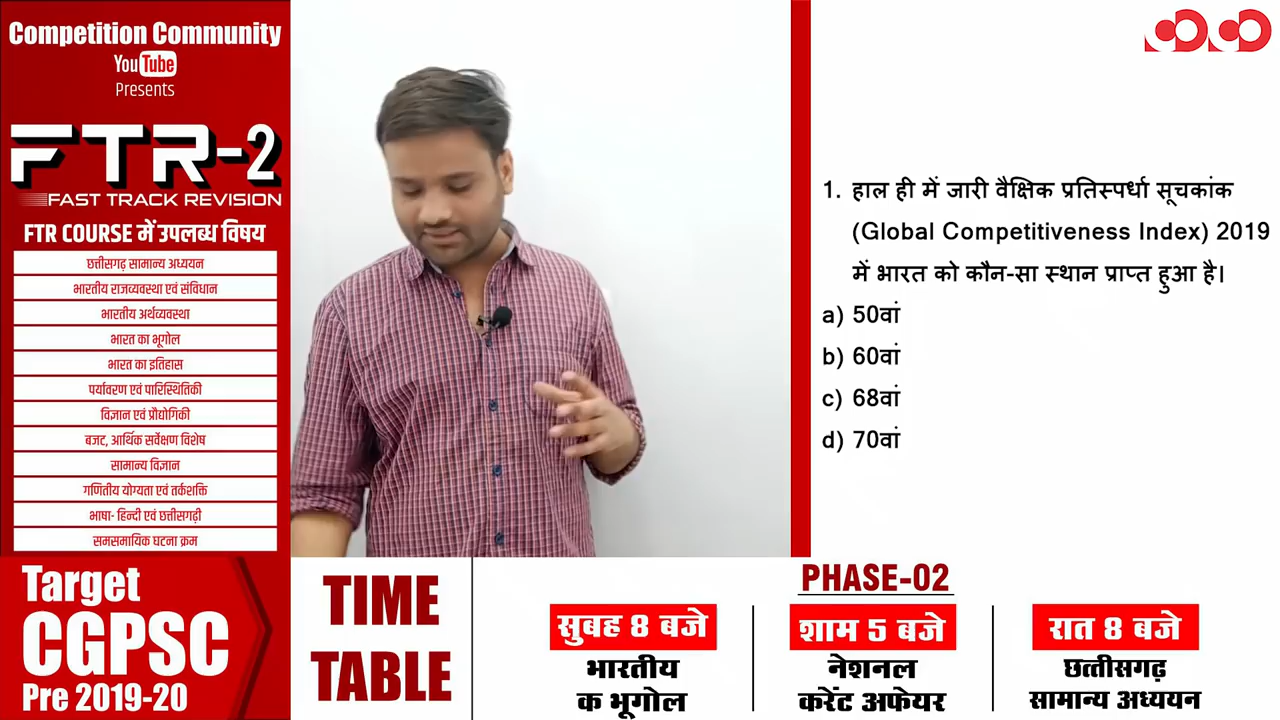 Competition Community
YouTube
Presents
FTR-2
FAST TRACK REVISION
FTR COURSE में उपलब्ध विषय
छत्तीसगढ़ सामान्य अध्ययन
भारतीय राजव्यवस्था एवं संविधान
भारतीय अर्थव्यवस्था
भारत का भूगोल
भारत का इतिहास
पर्यावरण एवं पारिस्थितिकी
विज्ञान एवं प्रौद्योगिकी
बजट, आर्थिक सर्वेक्षण विशेष
सामान्य विज्ञान
गणितीय योग्यता एवं तर्कशक्ति
भाषा- हिन्दी एवं छत्तीसगढ़ी
समसमायिक घटना क्रम
Target
CGPSC
Pre 2019-20
1. हाल ही में जारी वैक्षिक प्रतिस्पर्धा सूचकांक
(Global Competitiveness Index) 2019
में भारत को कौन-सा स्थान प्राप्त हुआ है।
a) 50वां
b) 60वां
c) 68वां
d) 70वां
TIME
TABLE
PHASE-02
सुबह 8 बजे
भारतीय
क भूगोल
शाम 5 बजे
नेशनल
करेंट अफेयर
रात 8 बजे
छत्तीसगढ़
सामान्य अध्ययन